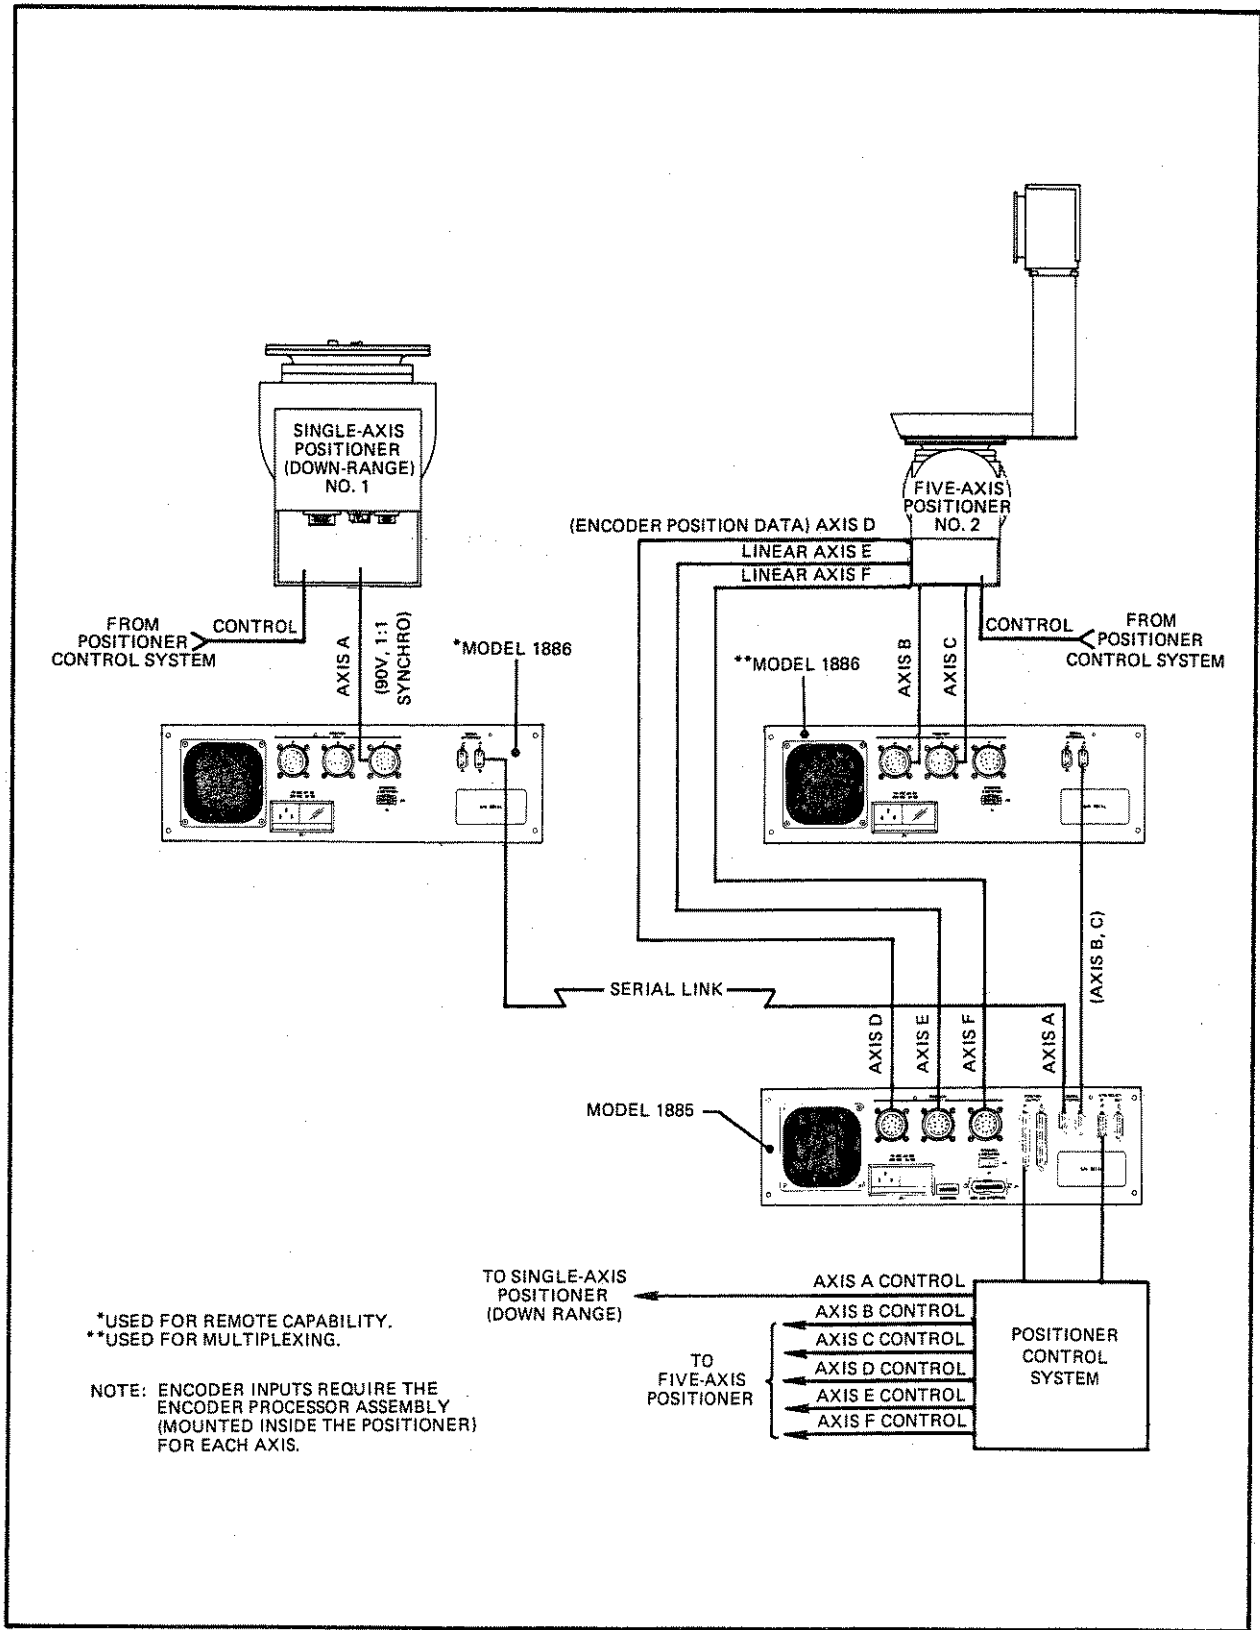 SINGLE-AXIS
POSITIONER
(DOWN-RANGE)
NO. 1
FIVE-AXIS
POSITIONER
NO. 2
(ENCODER POSITION DATA) AXIS D
LINEAR AXIS E
LINEAR AXIS F
FROM
POSITIONER
CONTROL SYSTEM
CONTROL
AXIS A
(90V, 1:1
SYNCHRO)
*MODEL 1886
**MODEL 1886
AXIS B
AXIS C
CONTROL
FROM
POSITIONER
CONTROL SYSTEM
(AXIS B, C)
SERIAL LINK
AXIS D
AXIS E
AXIS F
AXIS A
MODEL 1885
TO SINGLE-AXIS
POSITIONER
(DOWN RANGE)
AXIS A CONTROL
AXIS B CONTROL
AXIS C CONTROL
AXIS D CONTROL
AXIS E CONTROL
AXIS F CONTROL
TO
FIVE-AXIS
POSITIONER
POSITIONER
CONTROL
SYSTEM
*USED FOR REMOTE CAPABILITY.
**USED FOR MULTIPLEXING.
NOTE: ENCODER INPUTS REQUIRE THE
ENCODER PROCESSOR ASSEMBLY
(MOUNTED INSIDE THE POSITIONER)
FOR EACH AXIS.